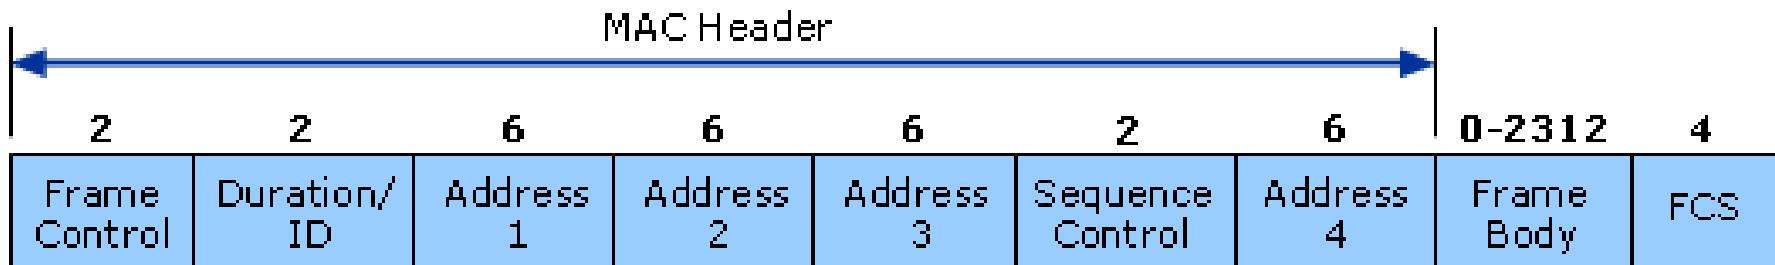 MAC Header
2 2 6 6 6 2 6 0-2312 4
Frame Control
Duration/ ID
Address 1
Address 2
Address 3
Sequence Control
Address 4
Frame Body
FCS